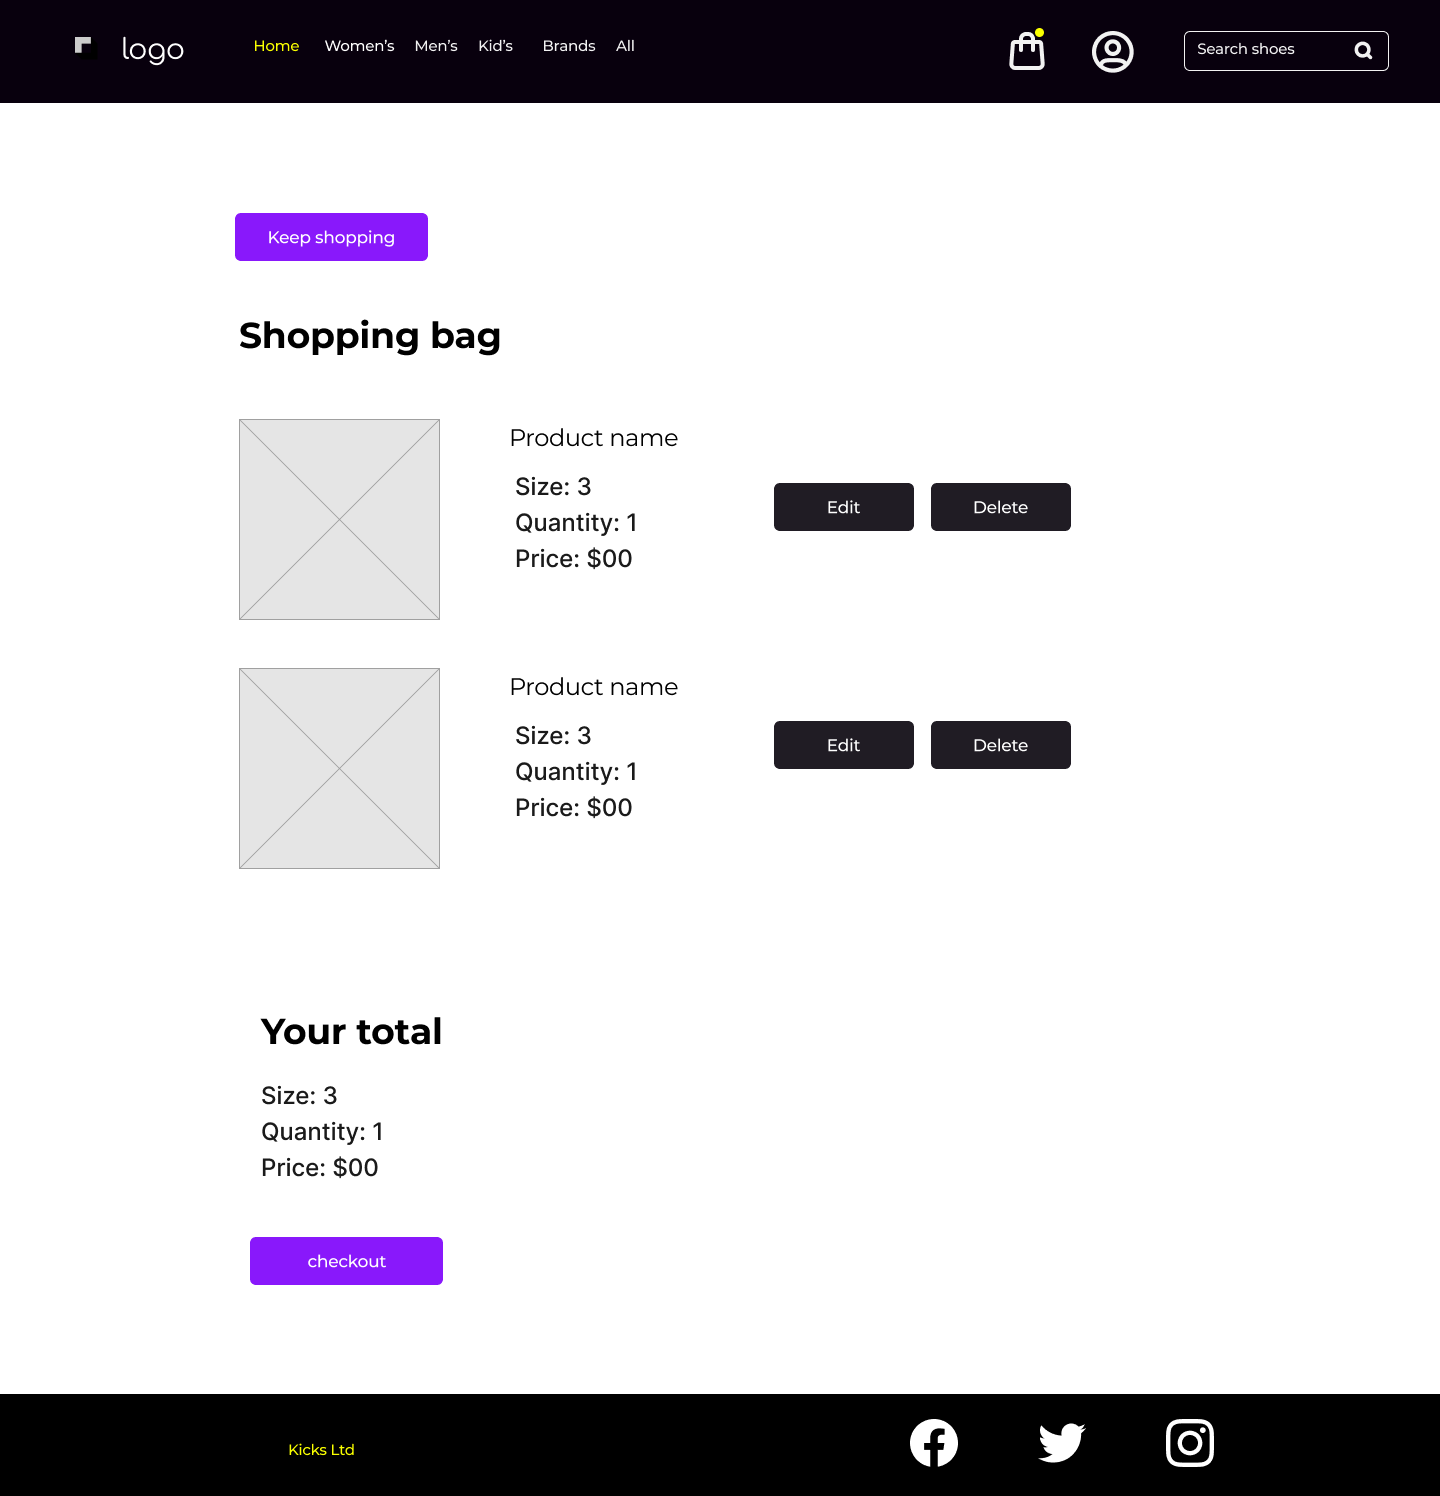 logo
Home Women’s Men’s Kid’s Brands All
Search shoes
Keep shopping
Shopping bag
Product name
Size: 3
Quantity: 1
Price: $00
Edit Delete
Product name
Size: 3
Quantity: 1
Price: $00
Edit Delete
Your total
Size: 3
Quantity: 1
Price: $00
checkout
Kicks Ltd